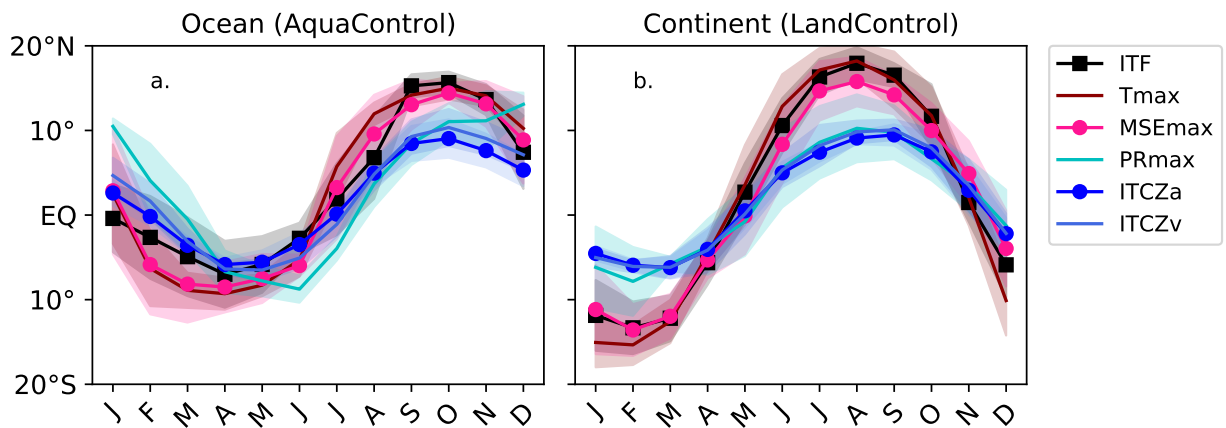 Ocean (AquaControl)
Continent (LandControl)
20°N
10°
EQ
10°
20°S
a.
b.
J F M A M J J A S O N D
J F M A M J J A S O N D
ITF
Tmax
MSEmax
PRmax
ITCZa
ITCZv